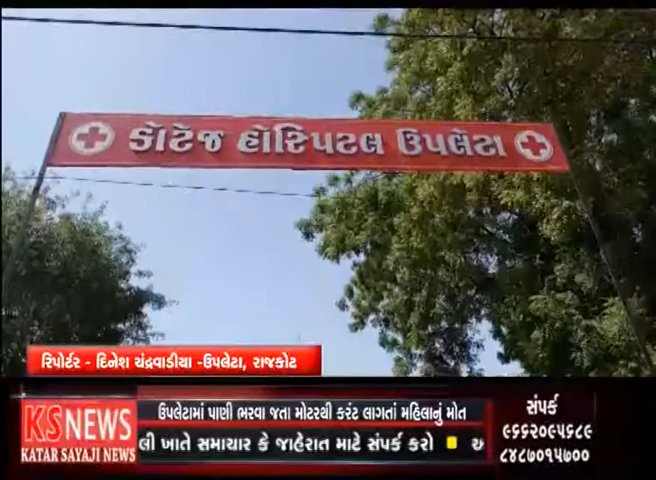 કોટેજ હોસ્પિટલ ઉપલેટા
રિપોર્ટર - દિનેશ ચંદ્રવાડીયા -ઉપલેટા, રાજકોટ
KS NEWS
KATAR SAYAJI NEWS
ઉપલેટામાં પાણી ભરવા જતા મોટરથી કરંટ લાગતાં મહિલાનું મોત
લી ખાતે સમાચાર કે જાહેરાત માટે સંપર્ક કરો
સંપર્ક
૯૬૬૨૦૯૫૬૮૯
૭૮૪૮૭૦૧૫૭૦૦